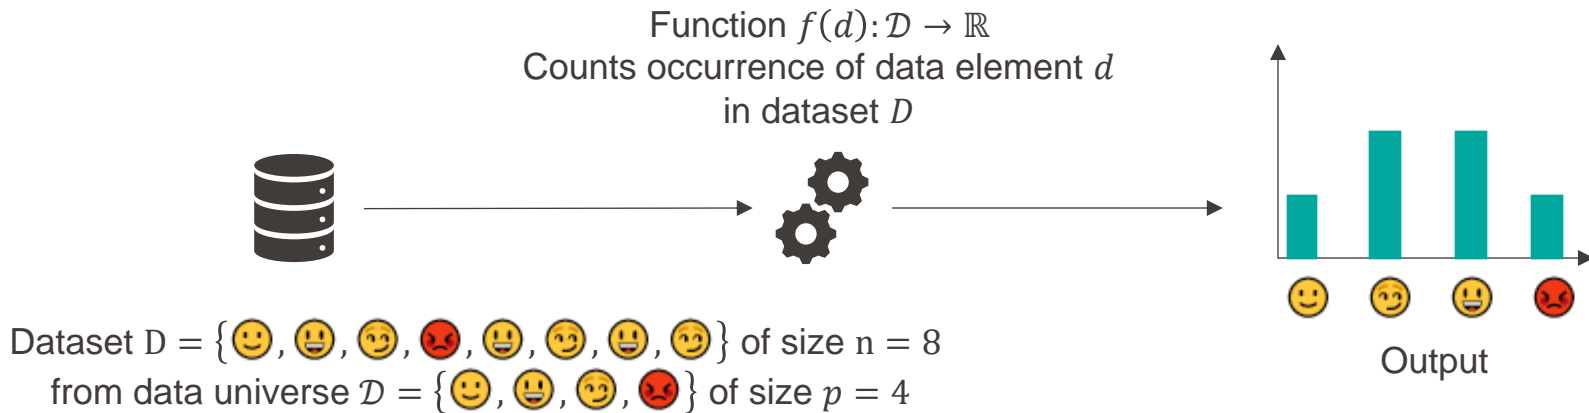 Function 𝑓(𝑑): 𝒟 → ℝ
Counts occurrence of data element 𝑑
in dataset 𝐷
Dataset D = {🙂, 😃, 😏, 😡, 😃, 😏, 😃, 😏} of size n = 8
from data universe 𝒟 = {🙂, 😃, 😏, 😡} of size 𝑝 = 4
Output